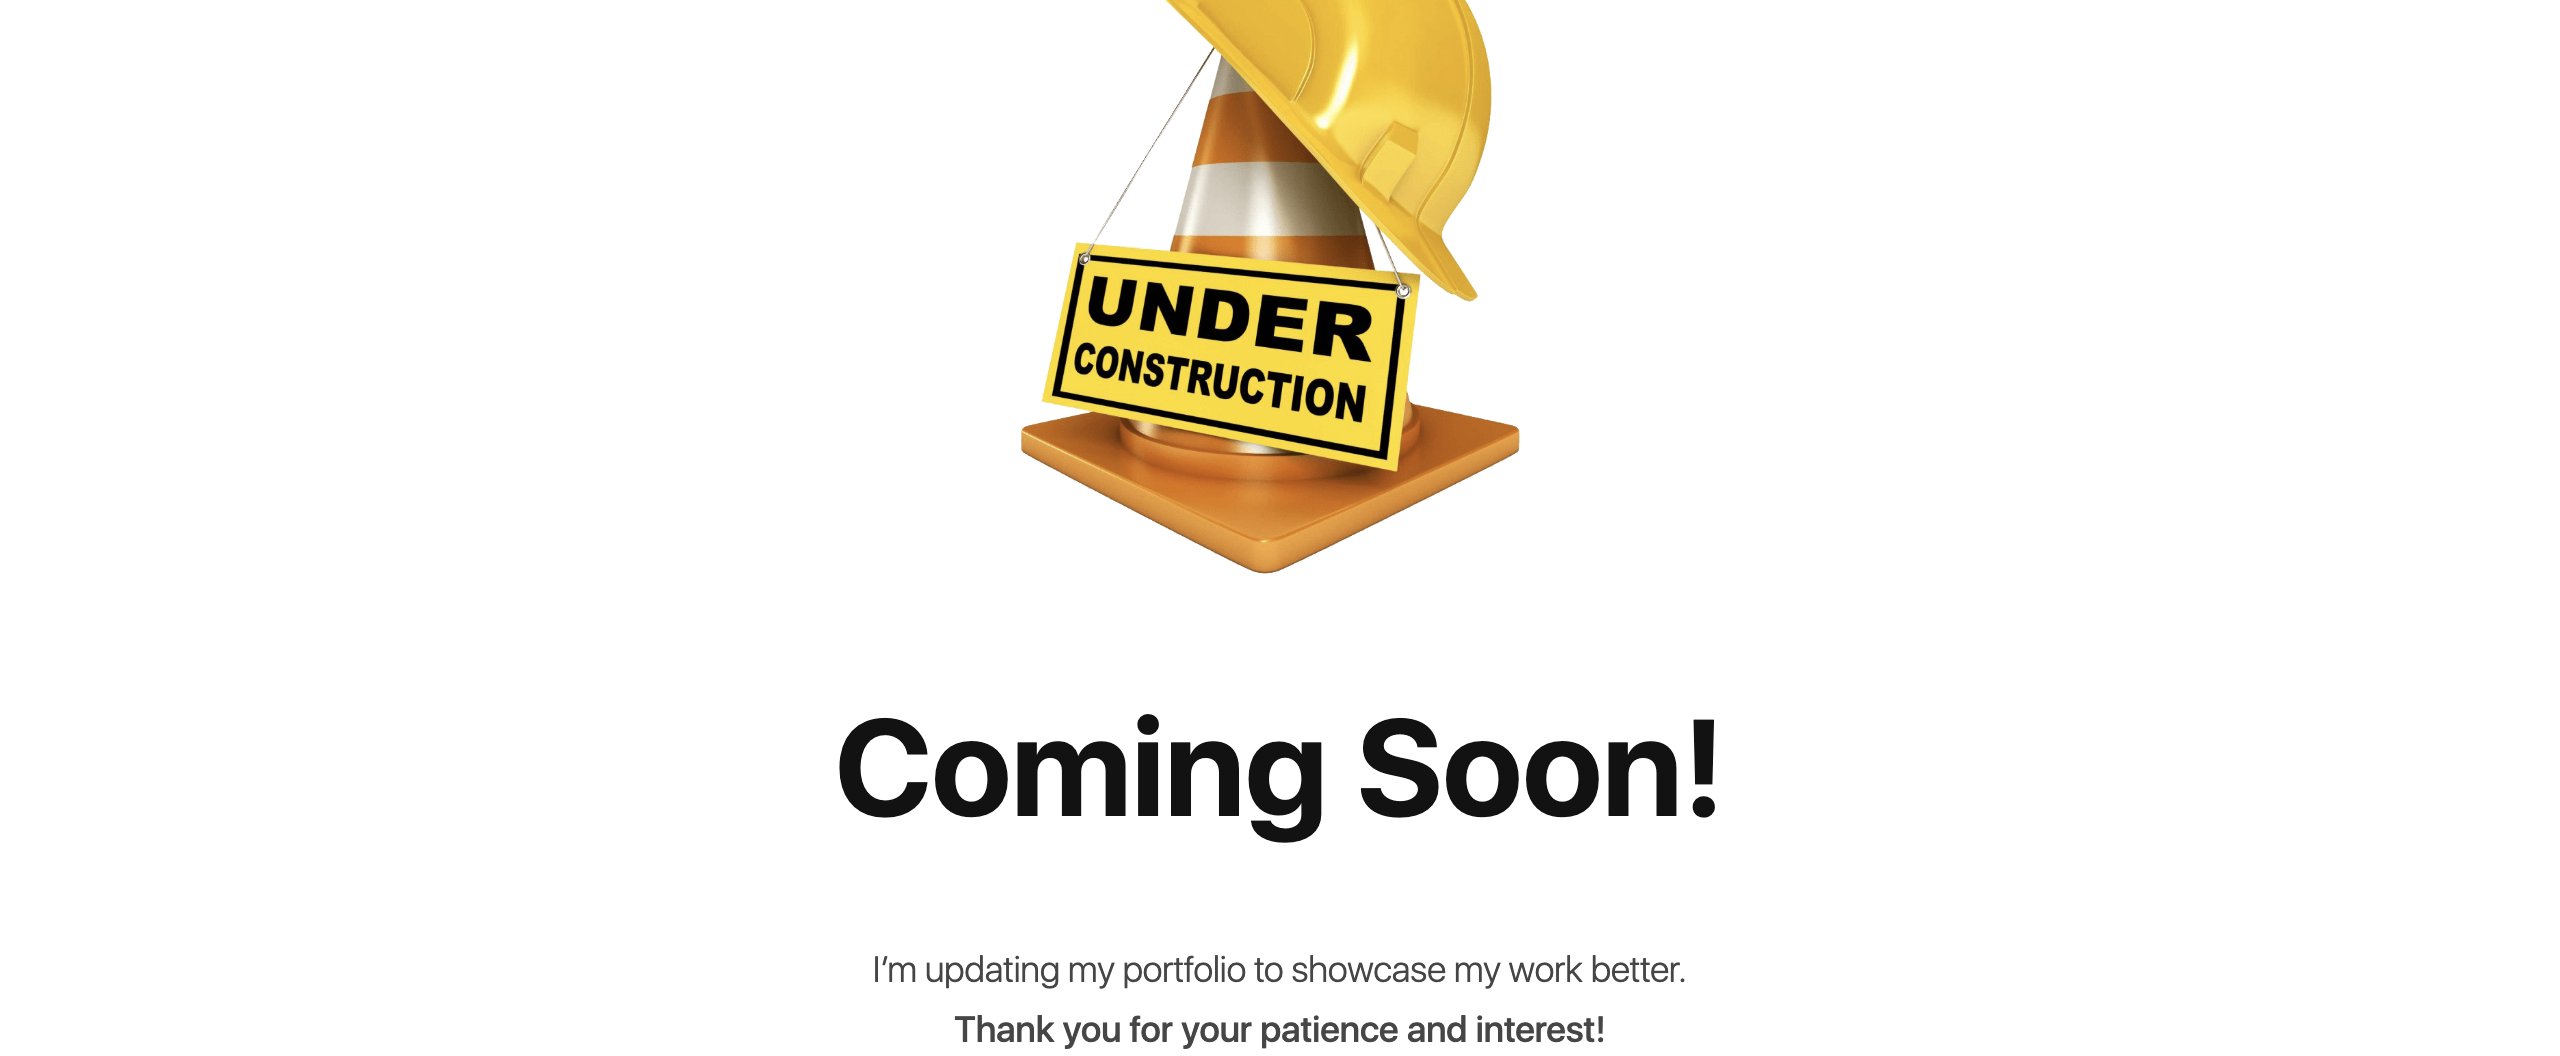 UNDER
CONSTRUCTION
Coming Soon!
I’m updating my portfolio to showcase my work better.
Thank you for your patience and interest!